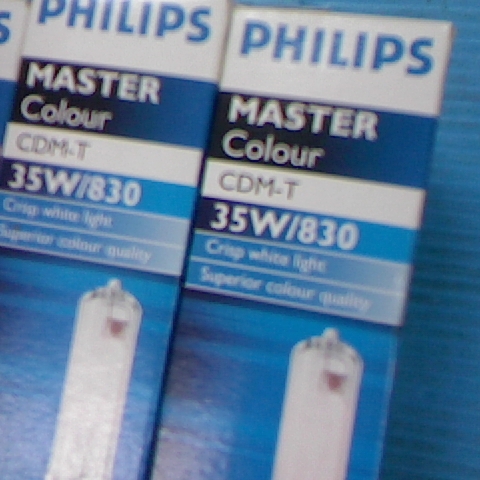 S
PHILIPS
MASTER
Colour
CDM-T
35W/830
Crisp white light
Superior colour quality
PHILIPS
MASTER
Colour
CDM-T
35W/830
Crisp white light
Superior colour quality